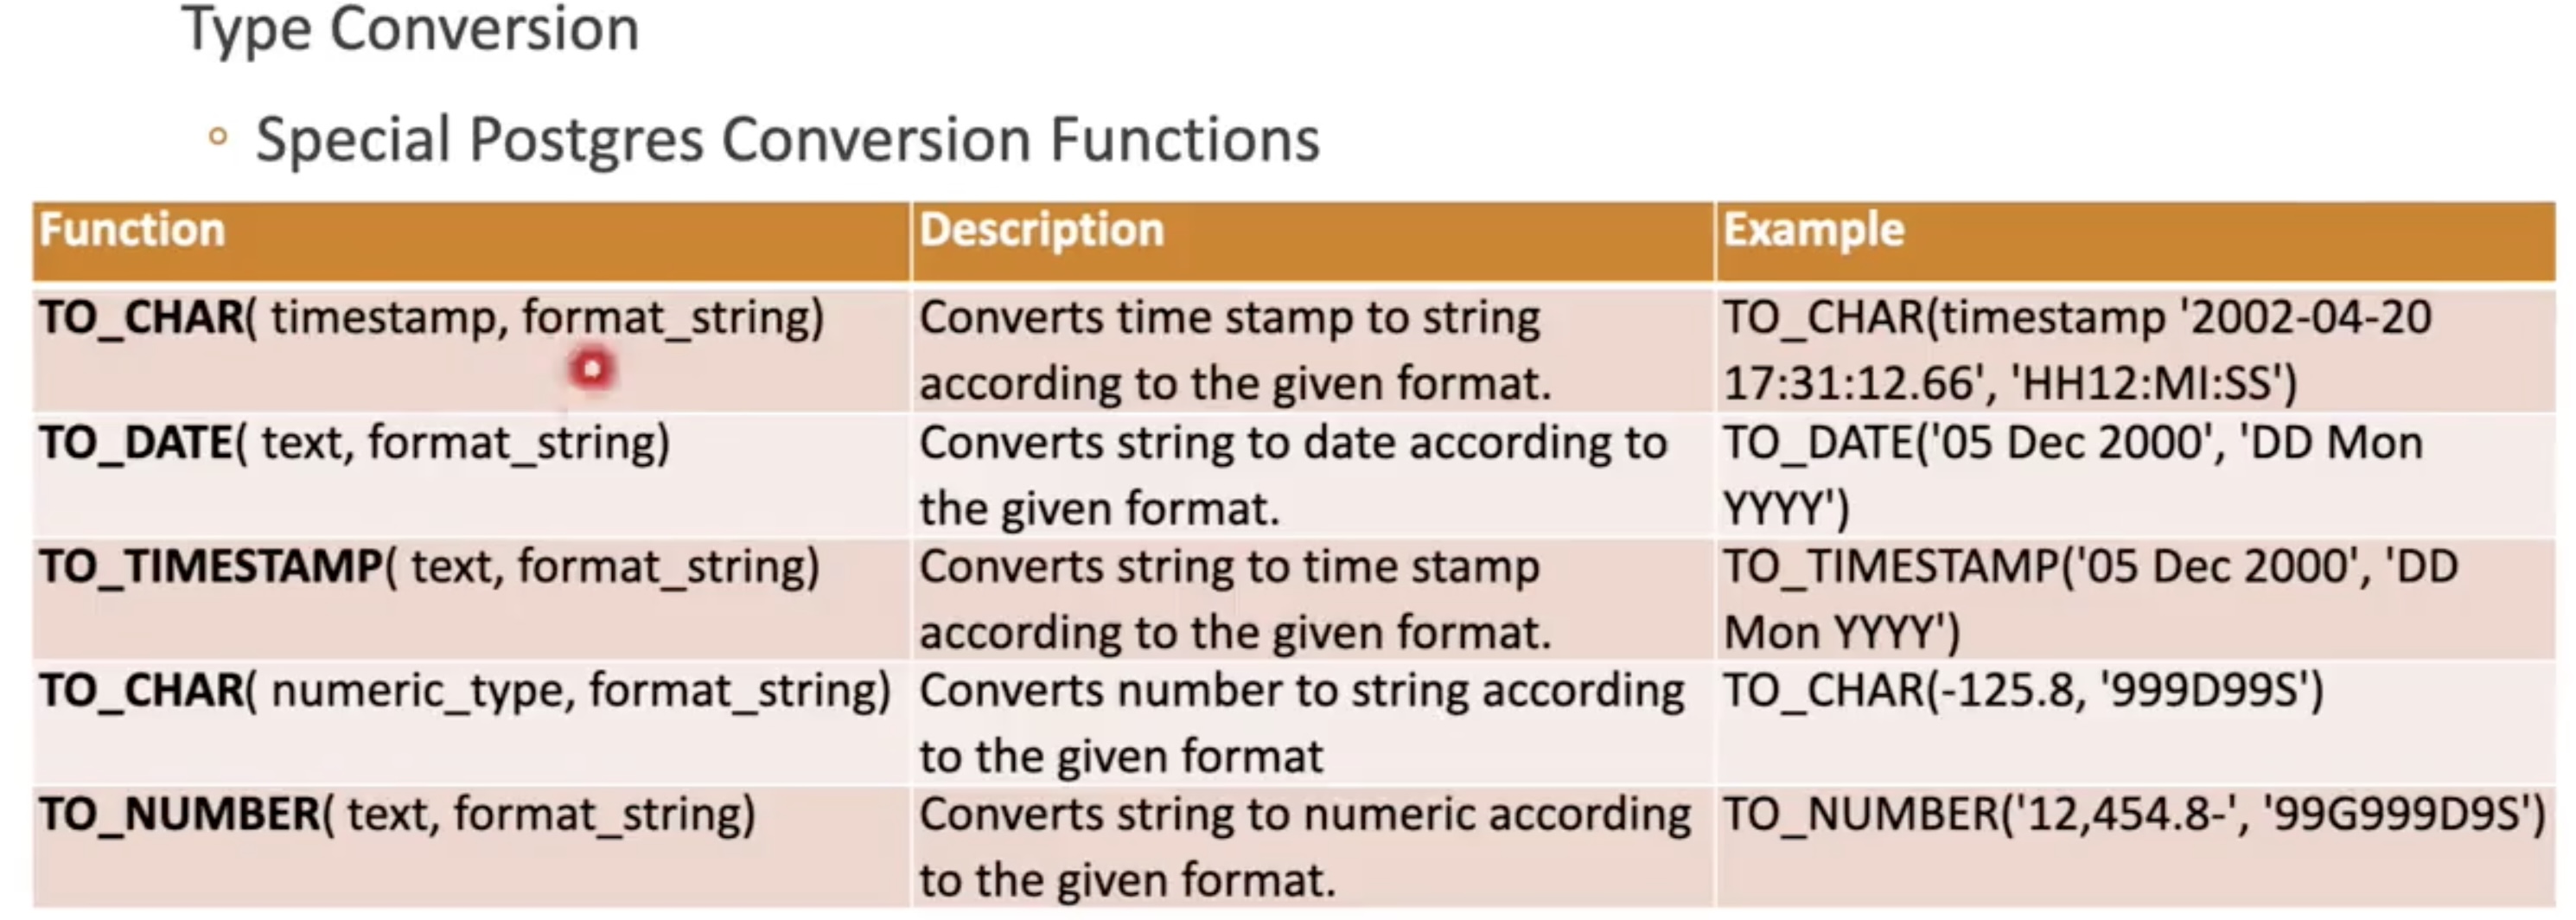 Type Conversion
Special Postgres Conversion Functions
Function Description Example
TO_CHAR( timestamp, format_string)
Converts time stamp to string
according to the given format.
TO_CHAR(timestamp '2002-04-20
17:31:12.66', 'HH12:MI:SS')
TO_DATE( text, format_string)
Converts string to date according to
the given format.
TO_DATE('05 Dec 2000', 'DD Mon
YYYY')
TO_TIMESTAMP( text, format_string)
Converts string to time stamp
according to the given format.
TO_TIMESTAMP('05 Dec 2000', 'DD
Mon YYYY')
TO_CHAR( numeric_type, format_string)
Converts number to string according
to the given format
TO_CHAR(-125.8, '999D99S')
TO_NUMBER( text, format_string)
Converts string to numeric according
to the given format.
TO_NUMBER('12,454.8-', '99G999D9S')